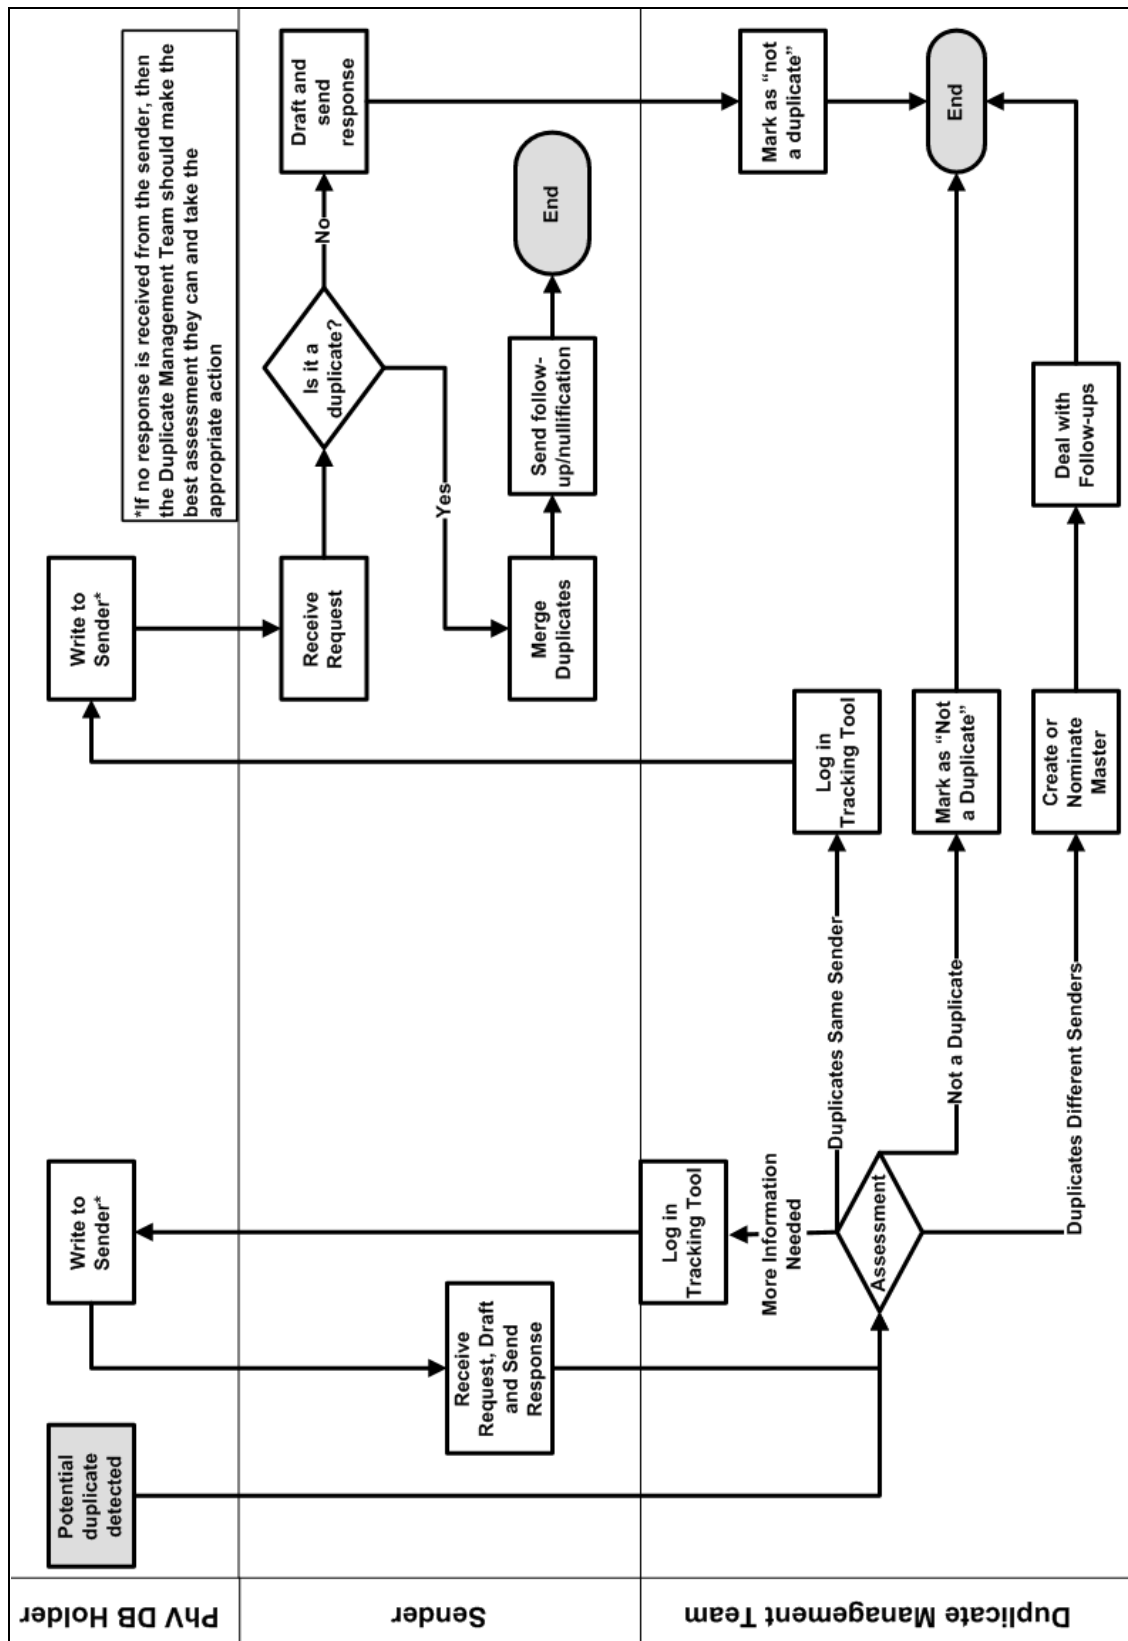 PhV DB Holder
Potential
duplicate
detected
Write to
Sender*
Write to
Sender*
*If no response is received from the sender, then
the Duplicate Management Team should make the
best assessment they can and take the
appropriate action
Sender
Receive
Request, Draft
and Send
Response
Receive
Request
Is it a
duplicate?
No
Draft and
send
response
Yes
Merge
Duplicates
Send follow-
up/nullification
End
Duplicate Management Team
Log in
Tracking Tool
More Information
Needed
Assessment
Duplicates Same Sender
Log in
Tracking Tool
Not a Duplicate
Mark as “Not
a Duplicate”
Duplicates Different Senders
Create or
Nominate
Master
Deal with
Follow-ups
Mark as “not
a duplicate”
End